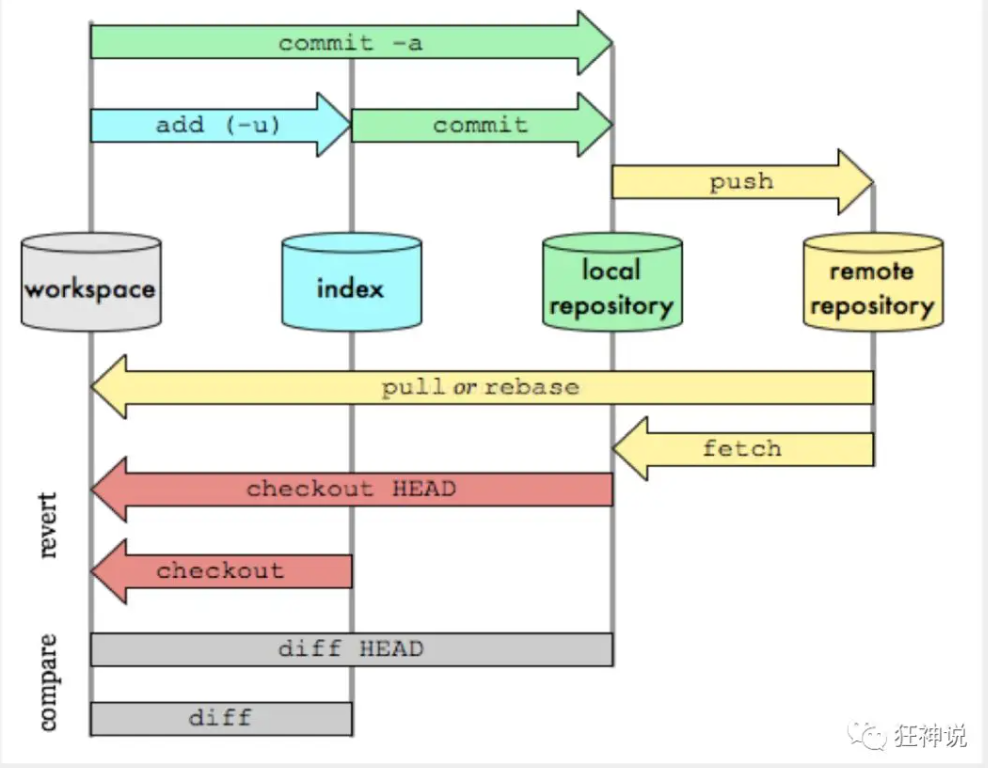 commit -a
add (-u)
commit
push
workspace
index
local
repository
remote
repository
pull or rebase
fetch
revert
checkout HEAD
checkout
compare
diff HEAD
diff
狂神说